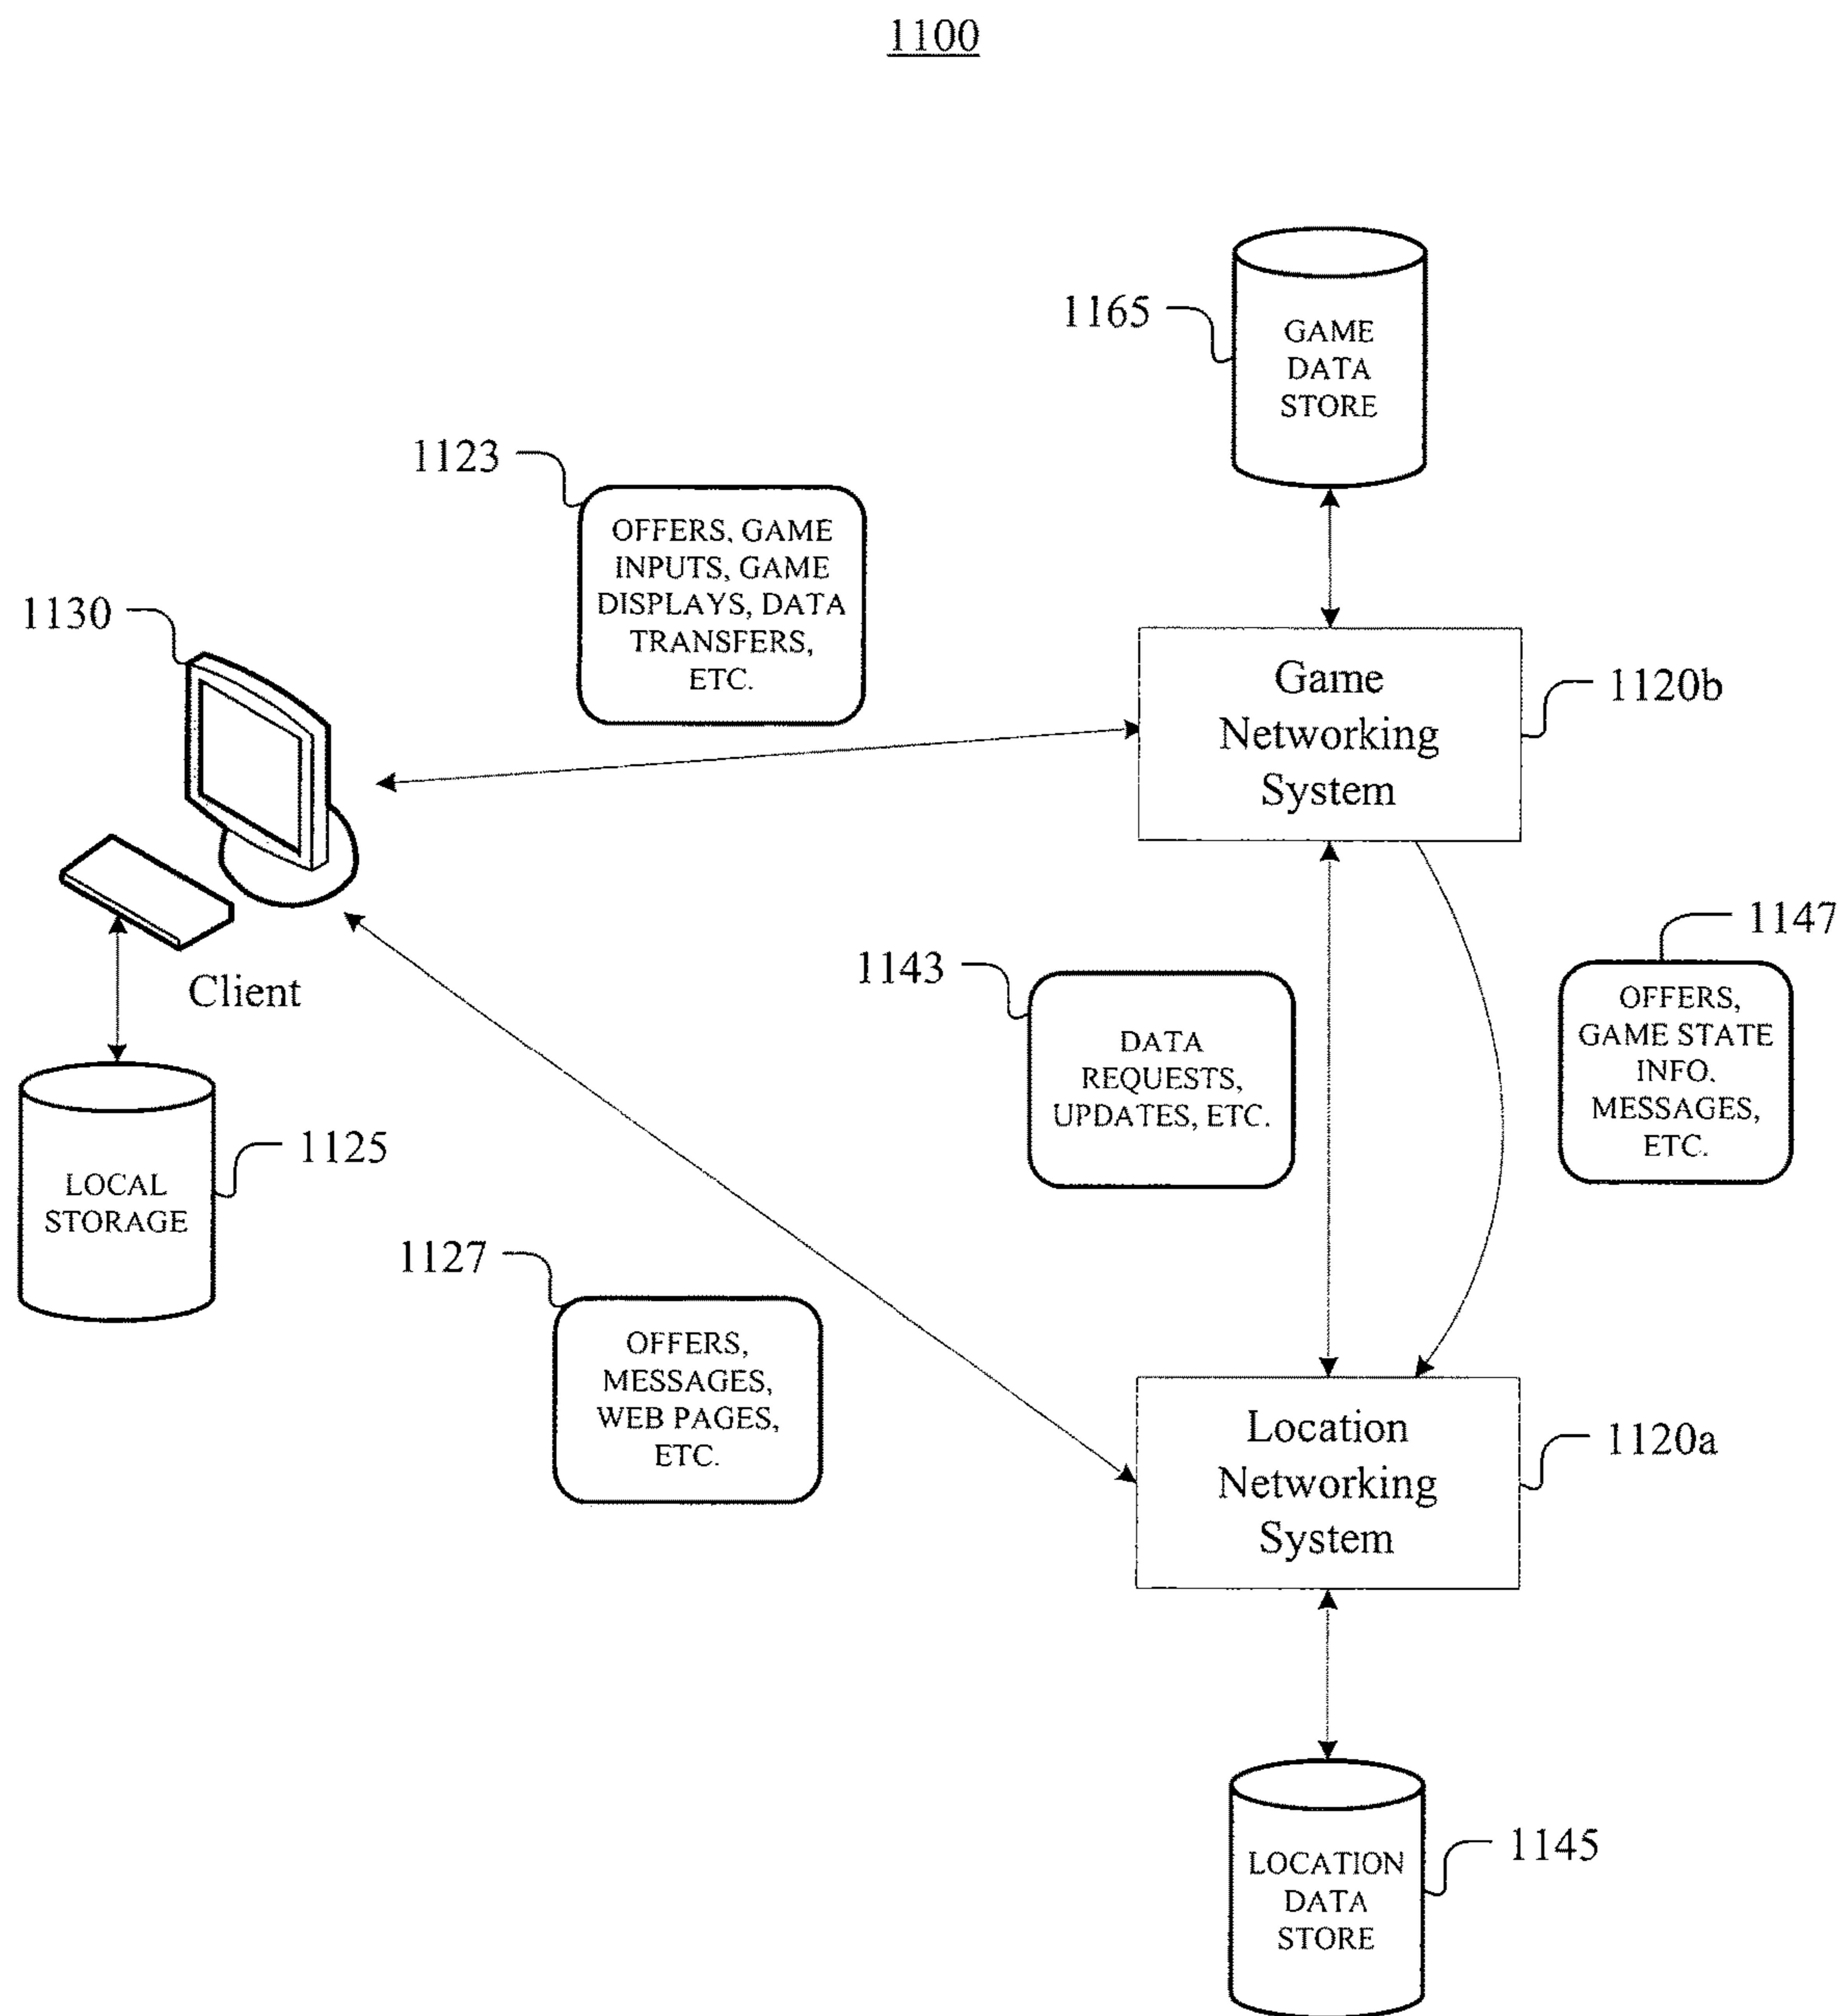 1100
1165
GAME
DATA
STORE
1123
OFFERS, GAME
INPUTS, GAME
DISPLAYS, DATA
TRANSFERS,
ETC.
1130
Game
Networking
System
1120b
Client
1143
DATA
REQUESTS,
UPDATES, ETC.
1147
OFFERS,
GAME STATE
INFO.
MESSAGES,
ETC.
1125
LOCAL
STORAGE
1127
OFFERS,
MESSAGES,
WEB PAGES,
ETC.
Location
Networking
System
1120a
1145
LOCATION
DATA
STORE